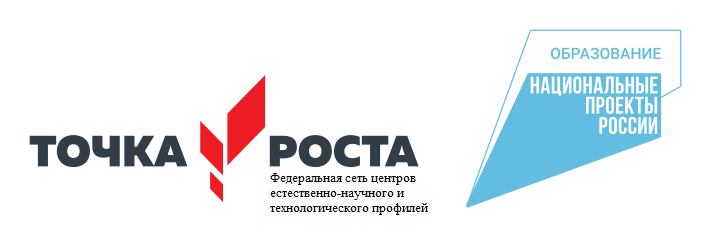 ТОЧКА РОСТА
Федеральная сеть центров
естественно-научного и
технологического профилей
ОБРАЗОВАНИЕ
НАЦИОНАЛЬНЫЕ
ПРОЕКТЫ
РОССИИ